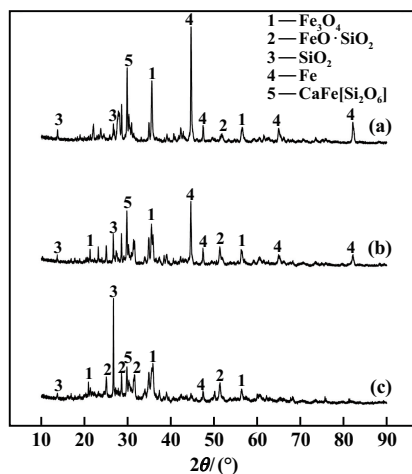 1 — Fe₃O₄
2 — FeO·SiO₂
3 — SiO₂
4 — Fe
5 — CaFe[Si₂O₆]
3 3 5 1 4 4 2 1 4 4 (a)
3 1 3 5 1 4 4 2 1 4 4 (b)
3 1 2 3 2 5 2 1 4 2 1 (c)
10 20 30 40 50 60 70 80 90
2θ/(°)